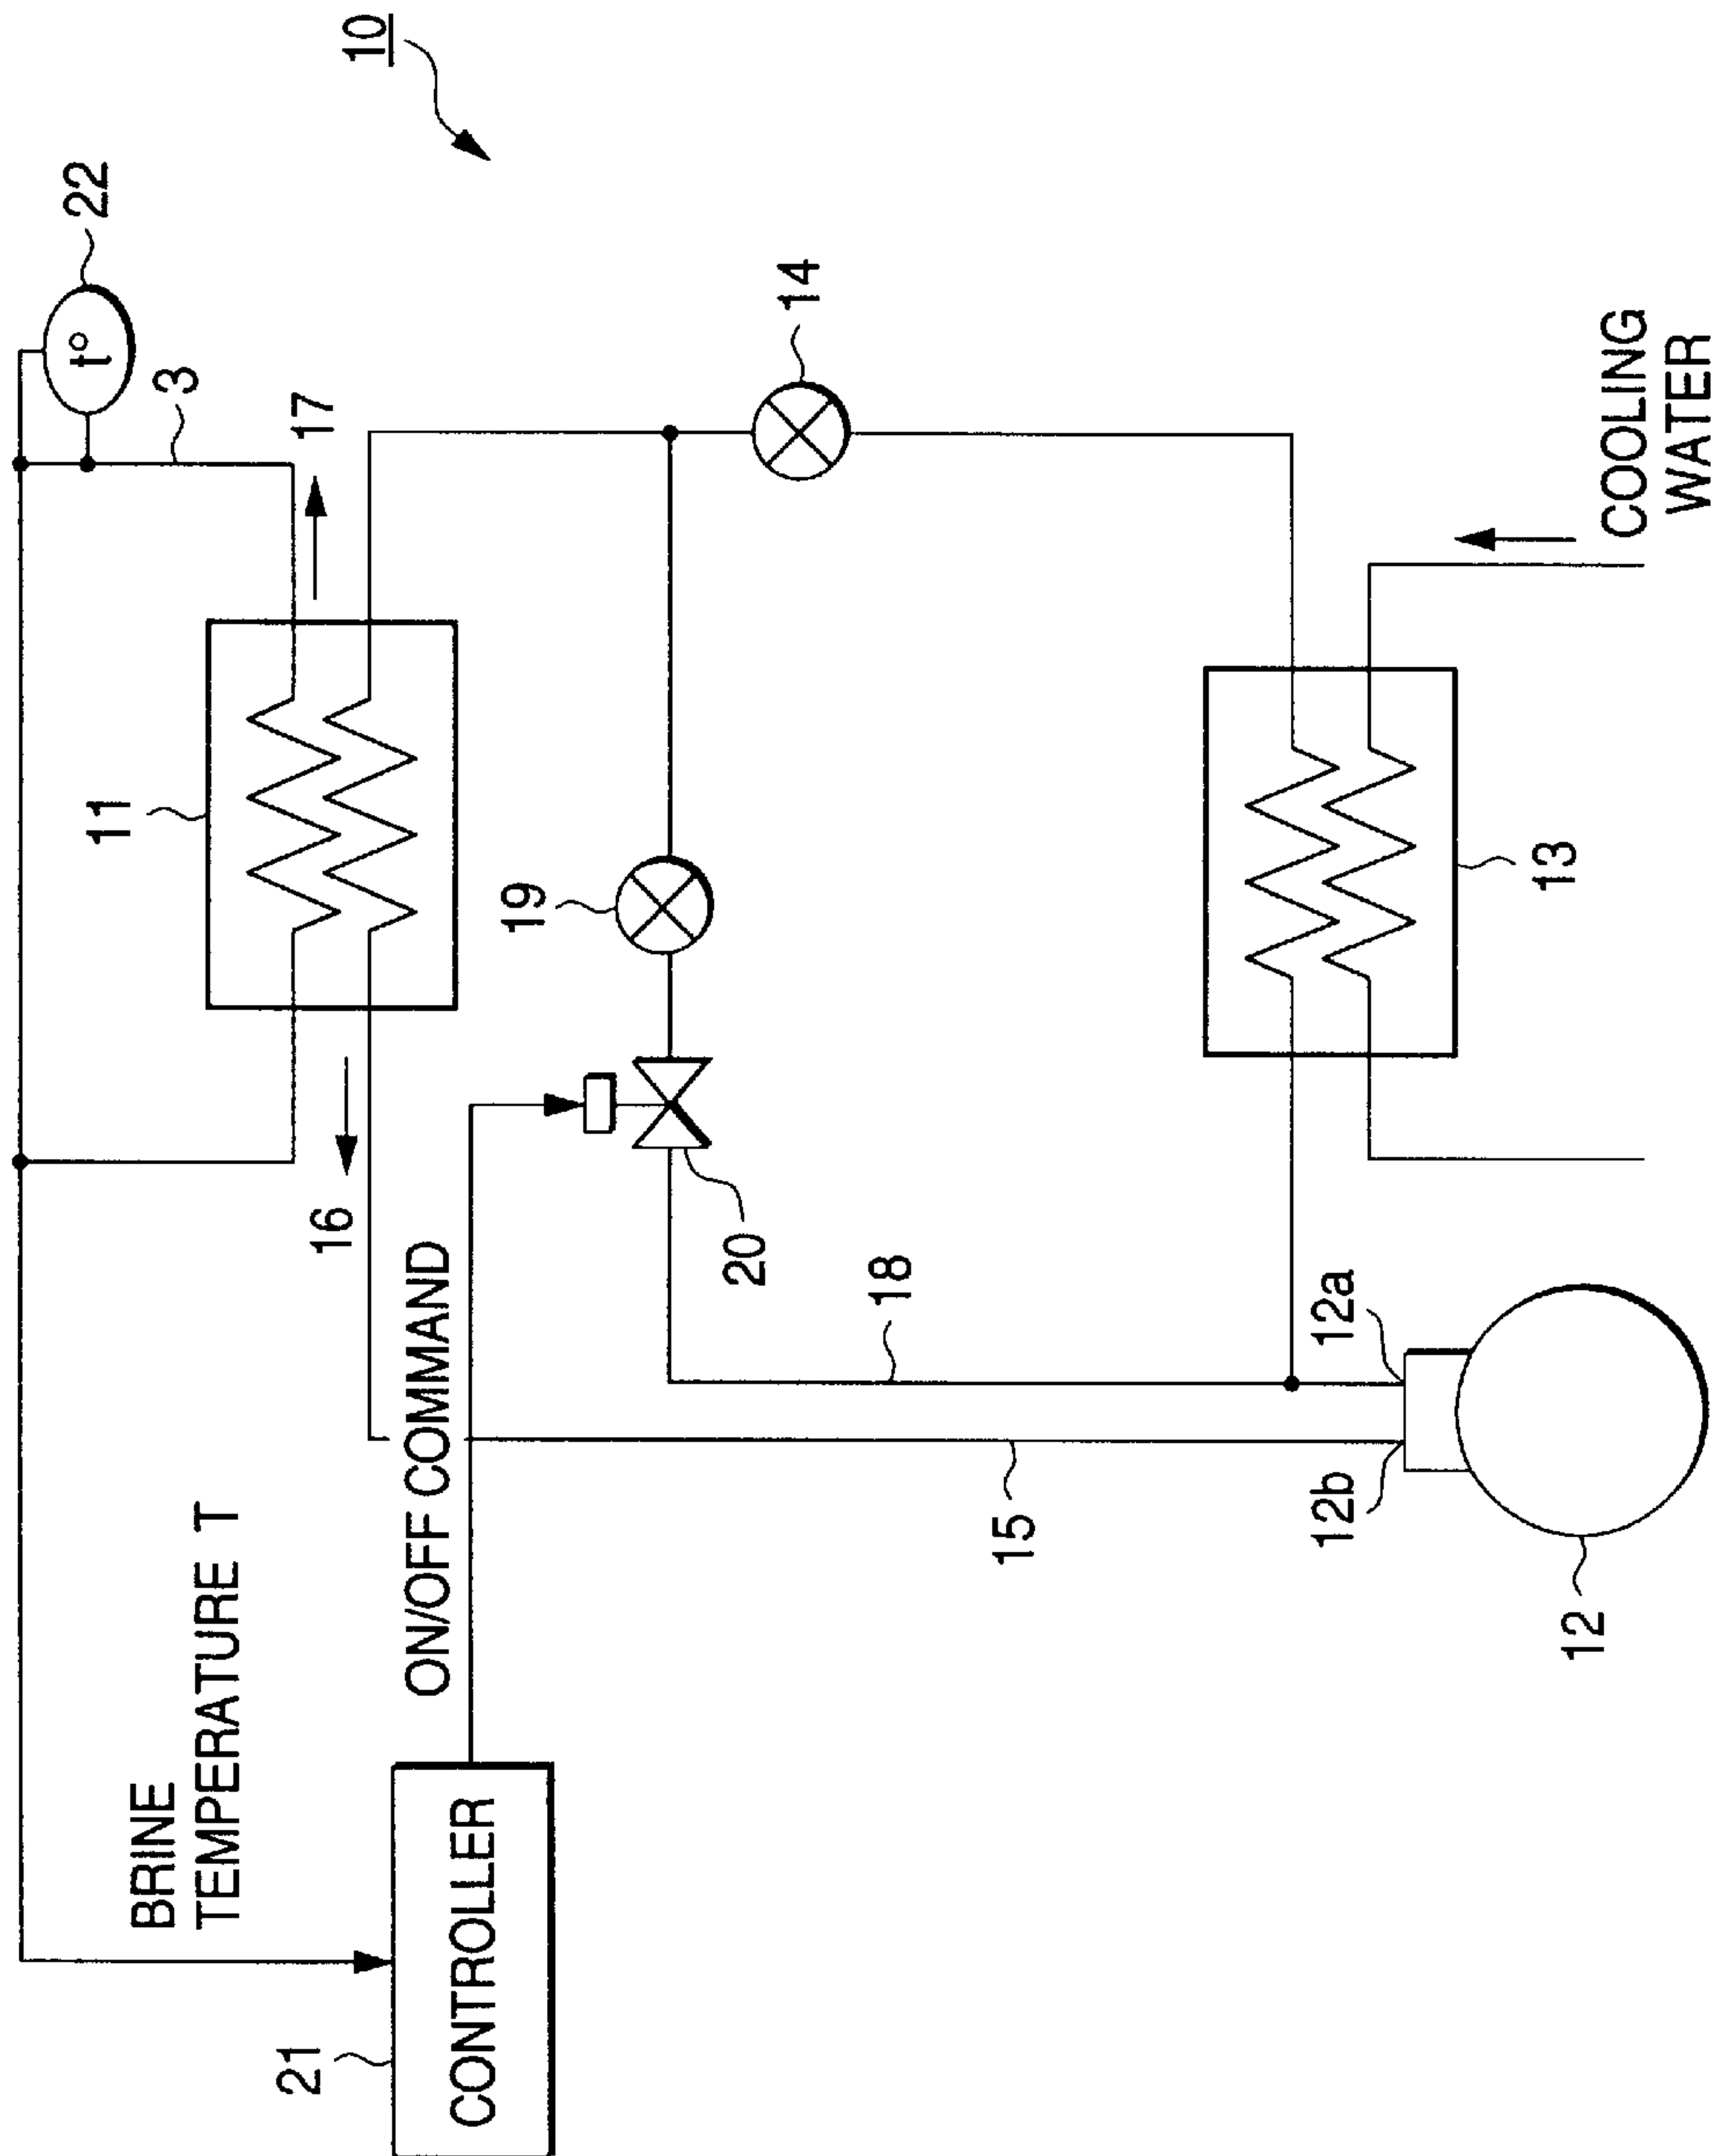 22
11
BRINE
3
TEMPERATURE T
21
17
16
10
t°
ON/OFF COMMAND
CONTROLLER
19
20
14
18
15
12b
12a
13
12
COOLING
WATER